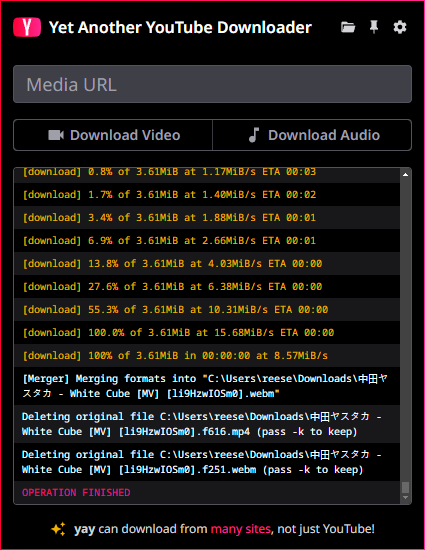 Yet Another YouTube Downloader
Media URL
Download Video
Download Audio
[download] 0.8% of 3.61MiB at 1.17MiB/s ETA 00:03
[download] 1.7% of 3.61MiB at 1.40MiB/s ETA 00:02
[download] 3.4% of 3.61MiB at 1.88MiB/s ETA 00:01
[download] 6.9% of 3.61MiB at 2.66MiB/s ETA 00:01
[download] 13.8% of 3.61MiB at 4.03MiB/s ETA 00:00
[download] 27.6% of 3.61MiB at 6.38MiB/s ETA 00:00
[download] 55.3% of 3.61MiB at 10.31MiB/s ETA 00:00
[download] 100.0% of 3.61MiB at 15.68MiB/s ETA 00:00
[download] 100% of 3.61MiB in 00:00:00 at 8.57MiB/s
[Merger] Merging formats into "C:\Users\reese\Downloads\中田ヤ
スタカ - White Cube [MV] [li9HzwIOSm0].webm"
Deleting original file C:\Users\reese\Downloads\中田ヤスタカ -
White Cube [MV] [li9HzwIOSm0].f616.mp4 (pass -k to keep)
Deleting original file C:\Users\reese\Downloads\中田ヤスタカ -
White Cube [MV] [li9HzwIOSm0].f251.webm (pass -k to keep)
OPERATION FINISHED
yay can download from many sites, not just YouTube!